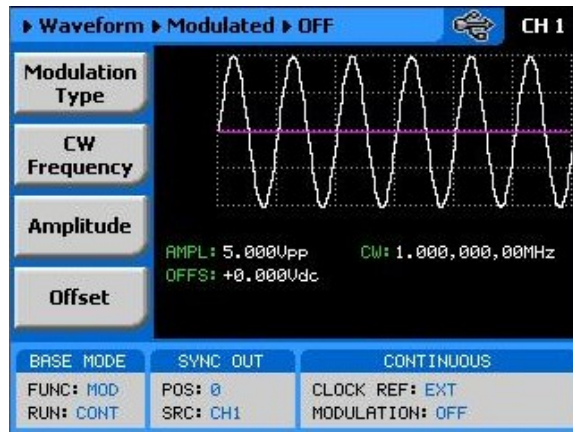 ▶ Waveform ▶ Modulated ▶ OFF CH 1
Modulation
Type
CW
Frequency
Amplitude
Offset
AMPL: 5.000Vpp CW: 1.000,000,00MHz
OFFS: +0.000Vdc
BASE MODE SYNC OUT CONTINUOUS
FUNC: MOD POS: 0 CLOCK REF: EXT
RUN: CONT SRC: CH1 MODULATION: OFF